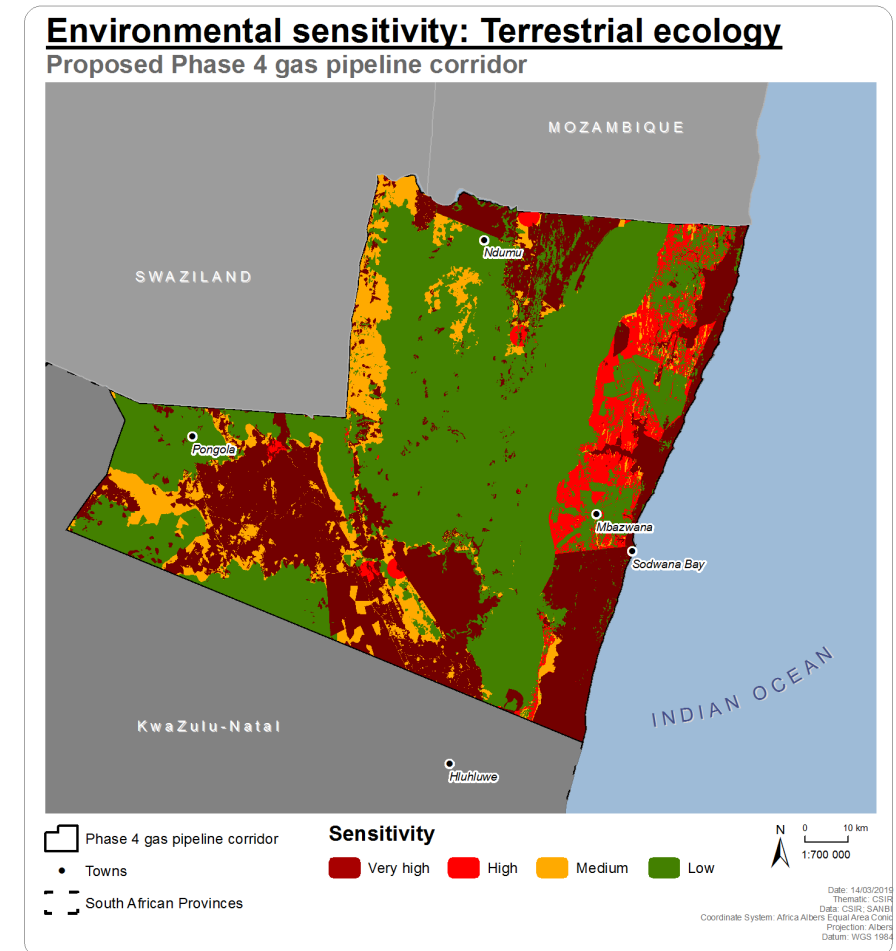 Environmental sensitivity: Terrestrial ecology
Proposed Phase 4 gas pipeline corridor
MOZAMBIQUE
Ndumu
SWAZILAND
Pongola
Mbazwana
Sodwana Bay
INDIAN OCEAN
KwaZulu-Natal
Hluhluwe
Phase 4 gas pipeline corridor
Towns
South African Provinces
Sensitivity
Very high
High
Medium
Low
N
0 10 km
1:700 000
Date: 14/03/2019
Thematic: CSIR
Data: CSIR; SANBI
Coordinate System: Africa Albers Equal Area Conic
Projection: Albers
Datum: WGS 1984